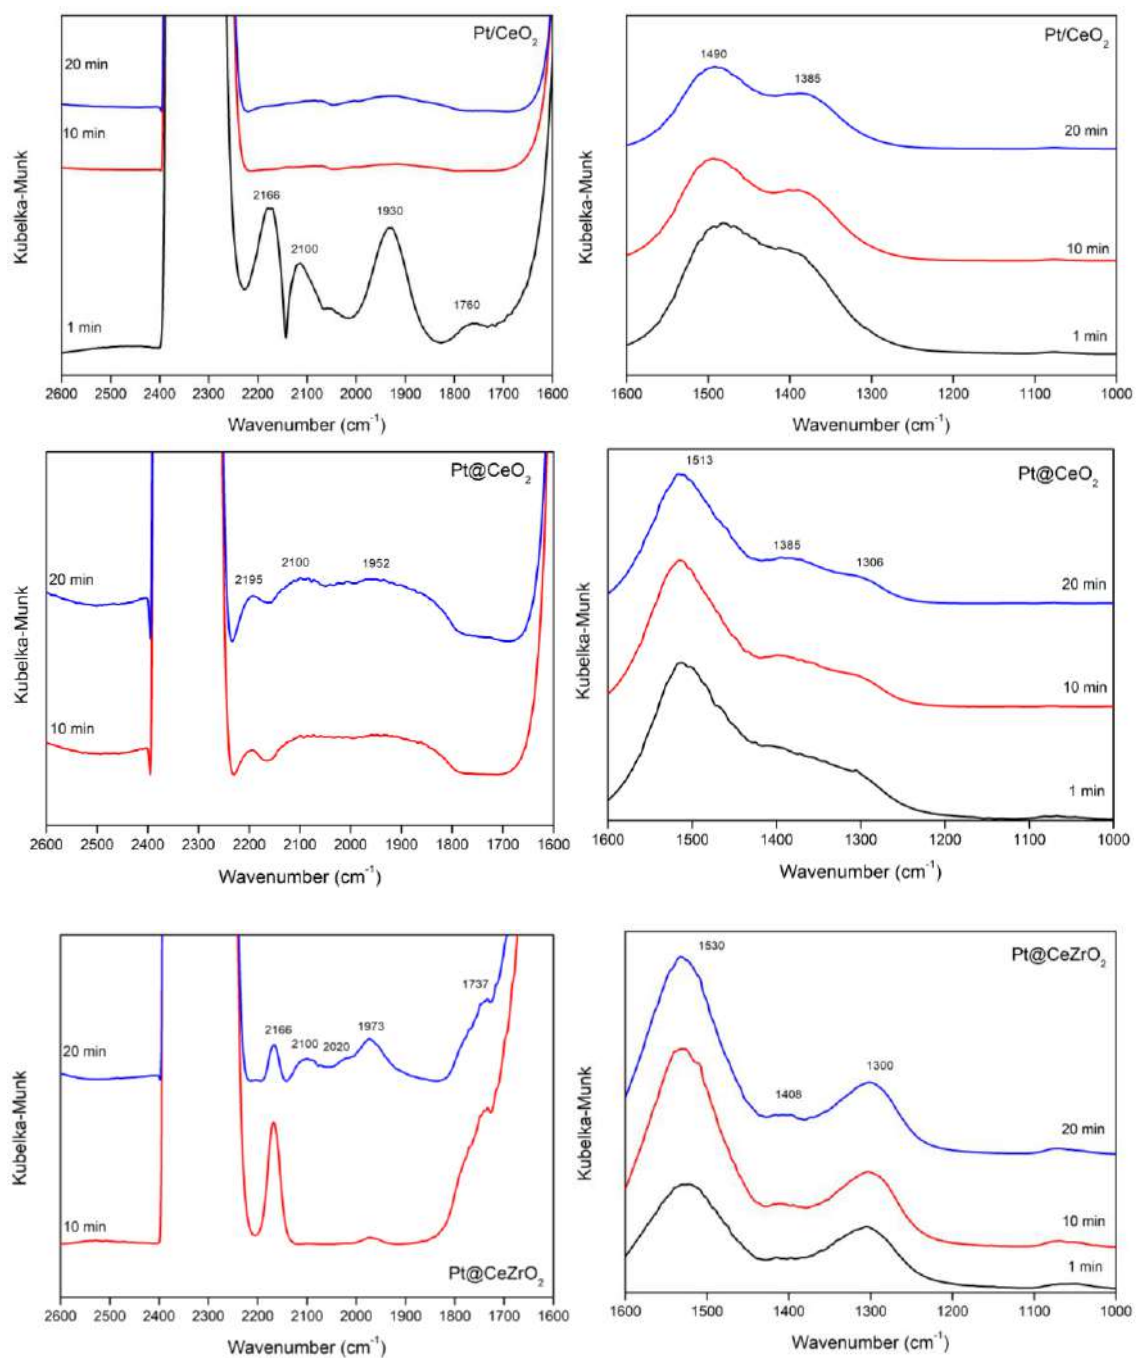 Pt/CeO2
20 min
10 min
2166
1930
2100
1760
1 min
Kubelka-Munk
2600 2500 2400 2300 2200 2100 2000 1900 1800 1700 1600
Wavenumber (cm-1)
Pt/CeO2
1490
1385
20 min
10 min
1 min
Kubelka-Munk
1600 1500 1400 1300 1200 1100 1000
Wavenumber (cm-1)
Pt@CeO2
20 min
2195
2100
1952
10 min
Kubelka-Munk
2600 2500 2400 2300 2200 2100 2000 1900 1800 1700 1600
Wavenumber (cm-1)
Pt@CeO2
1513
1385
1306
20 min
10 min
1 min
Kubelka-Munk
1600 1500 1400 1300 1200 1100 1000
Wavenumber (cm-1)
1737
20 min
2166
2100
2020
1973
10 min
Pt@CeZrO2
Kubelka-Munk
2600 2500 2400 2300 2200 2100 2000 1900 1800 1700 1600
Wavenumber (cm-1)
1530
Pt@CeZrO2
1408
1300
20 min
10 min
1 min
Kubelka-Munk
1600 1500 1400 1300 1200 1100 1000
Wavenumber (cm-1)